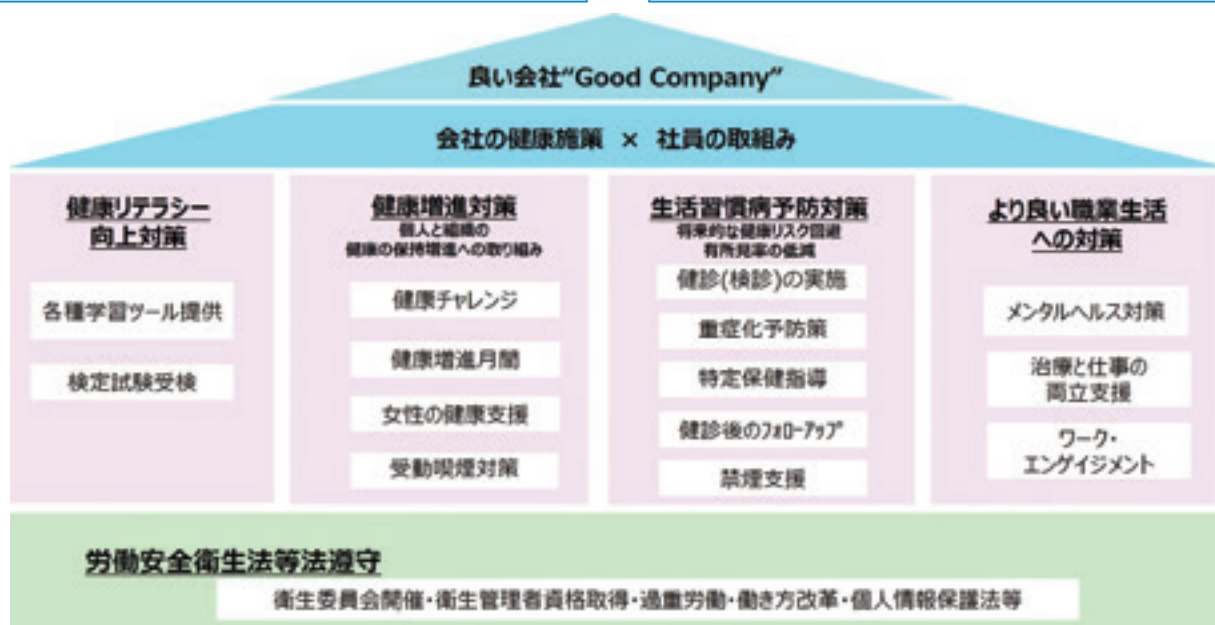 良い会社“Good Company”
会社の健康施策 × 社員の取組み
健康リテラシー
向上対策
各種学習ツール提供
検定試験受検
健康増進対策
個人と組織の
健康の保持増進への取り組み
健康チャレンジ
健康増進月間
女性の健康支援
受動喫煙対策
生活習慣病予防対策
将来的な健康リスク回避
有所見率の低減
健診(検診)の実施
重症化予防策
特定保健指導
健診後のﾌｫﾛｰｱｯﾌﾟ
禁煙支援
より良い職業生活
への対策
メンタルヘルス対策
治療と仕事の
両立支援
ワーク・
エンゲイジメント
労働安全衛生法等法遵守
衛生委員会開催・衛生管理者資格取得・過重労働・働き方改革・個人情報保護法等